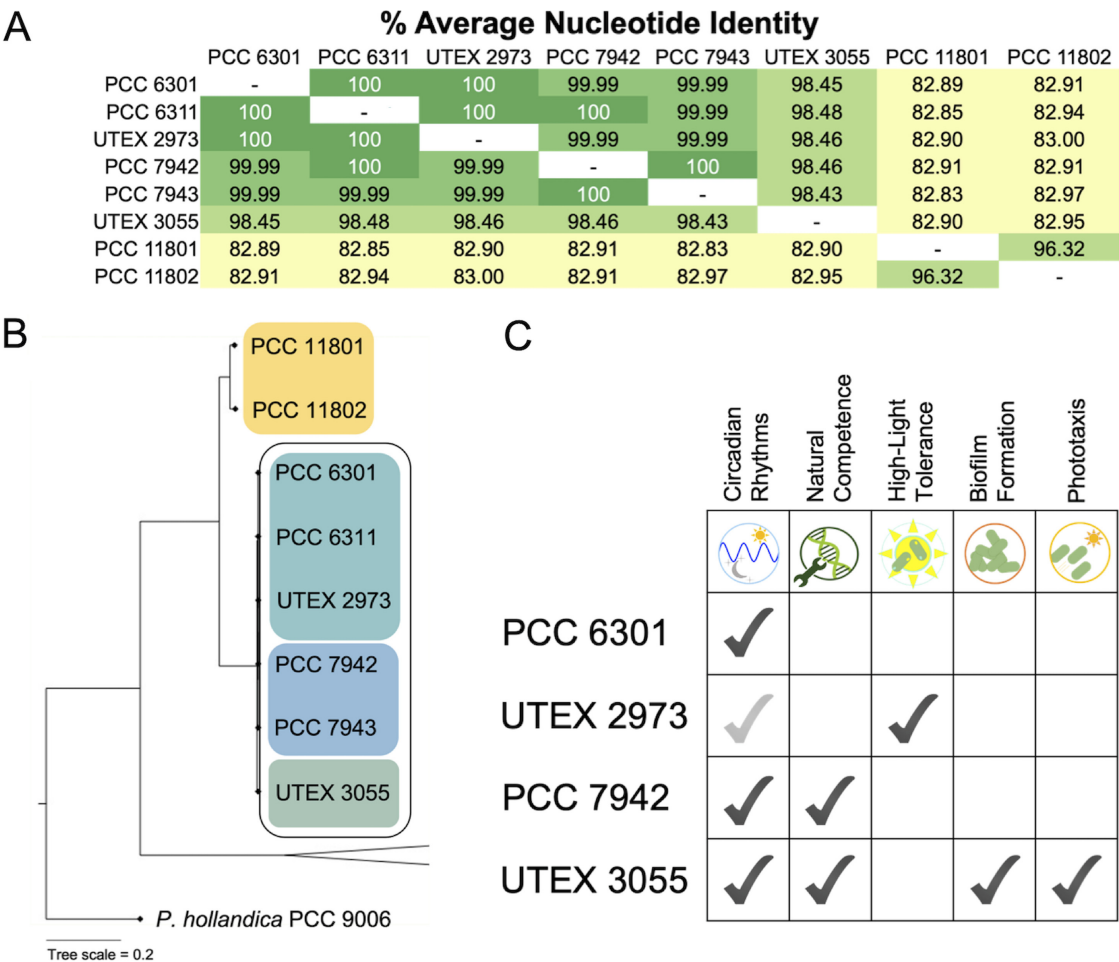 A
% Average Nucleotide Identity
PCC 6301 PCC 6311 UTEX 2973 PCC 7942 PCC 7943 UTEX 3055 PCC 11801 PCC 11802
PCC 6301 - 100 100 99.99 99.99 98.45 82.89 82.91
PCC 6311 100 - 100 100 99.99 98.48 82.85 82.94
UTEX 2973 100 100 - 99.99 99.99 98.46 82.90 83.00
PCC 7942 99.99 100 99.99 - 100 98.46 82.91 82.91
PCC 7943 99.99 99.99 99.99 100 - 98.43 82.83 82.97
UTEX 3055 98.45 98.48 98.46 98.46 98.43 - 82.90 82.95
PCC 11801 82.89 82.85 82.90 82.91 82.83 82.90 - 96.32
PCC 11802 82.91 82.94 83.00 82.91 82.97 82.95 96.32 -
B
PCC 11801
PCC 11802
PCC 6301
PCC 6311
UTEX 2973
PCC 7942
PCC 7943
UTEX 3055
P. hollandica PCC 9006
Tree scale = 0.2
C
Circadian
Rhythms
Natural
Competence
High-Light
Tolerance
Biofilm
Formation
Phototaxis
PCC 6301
UTEX 2973
PCC 7942
UTEX 3055